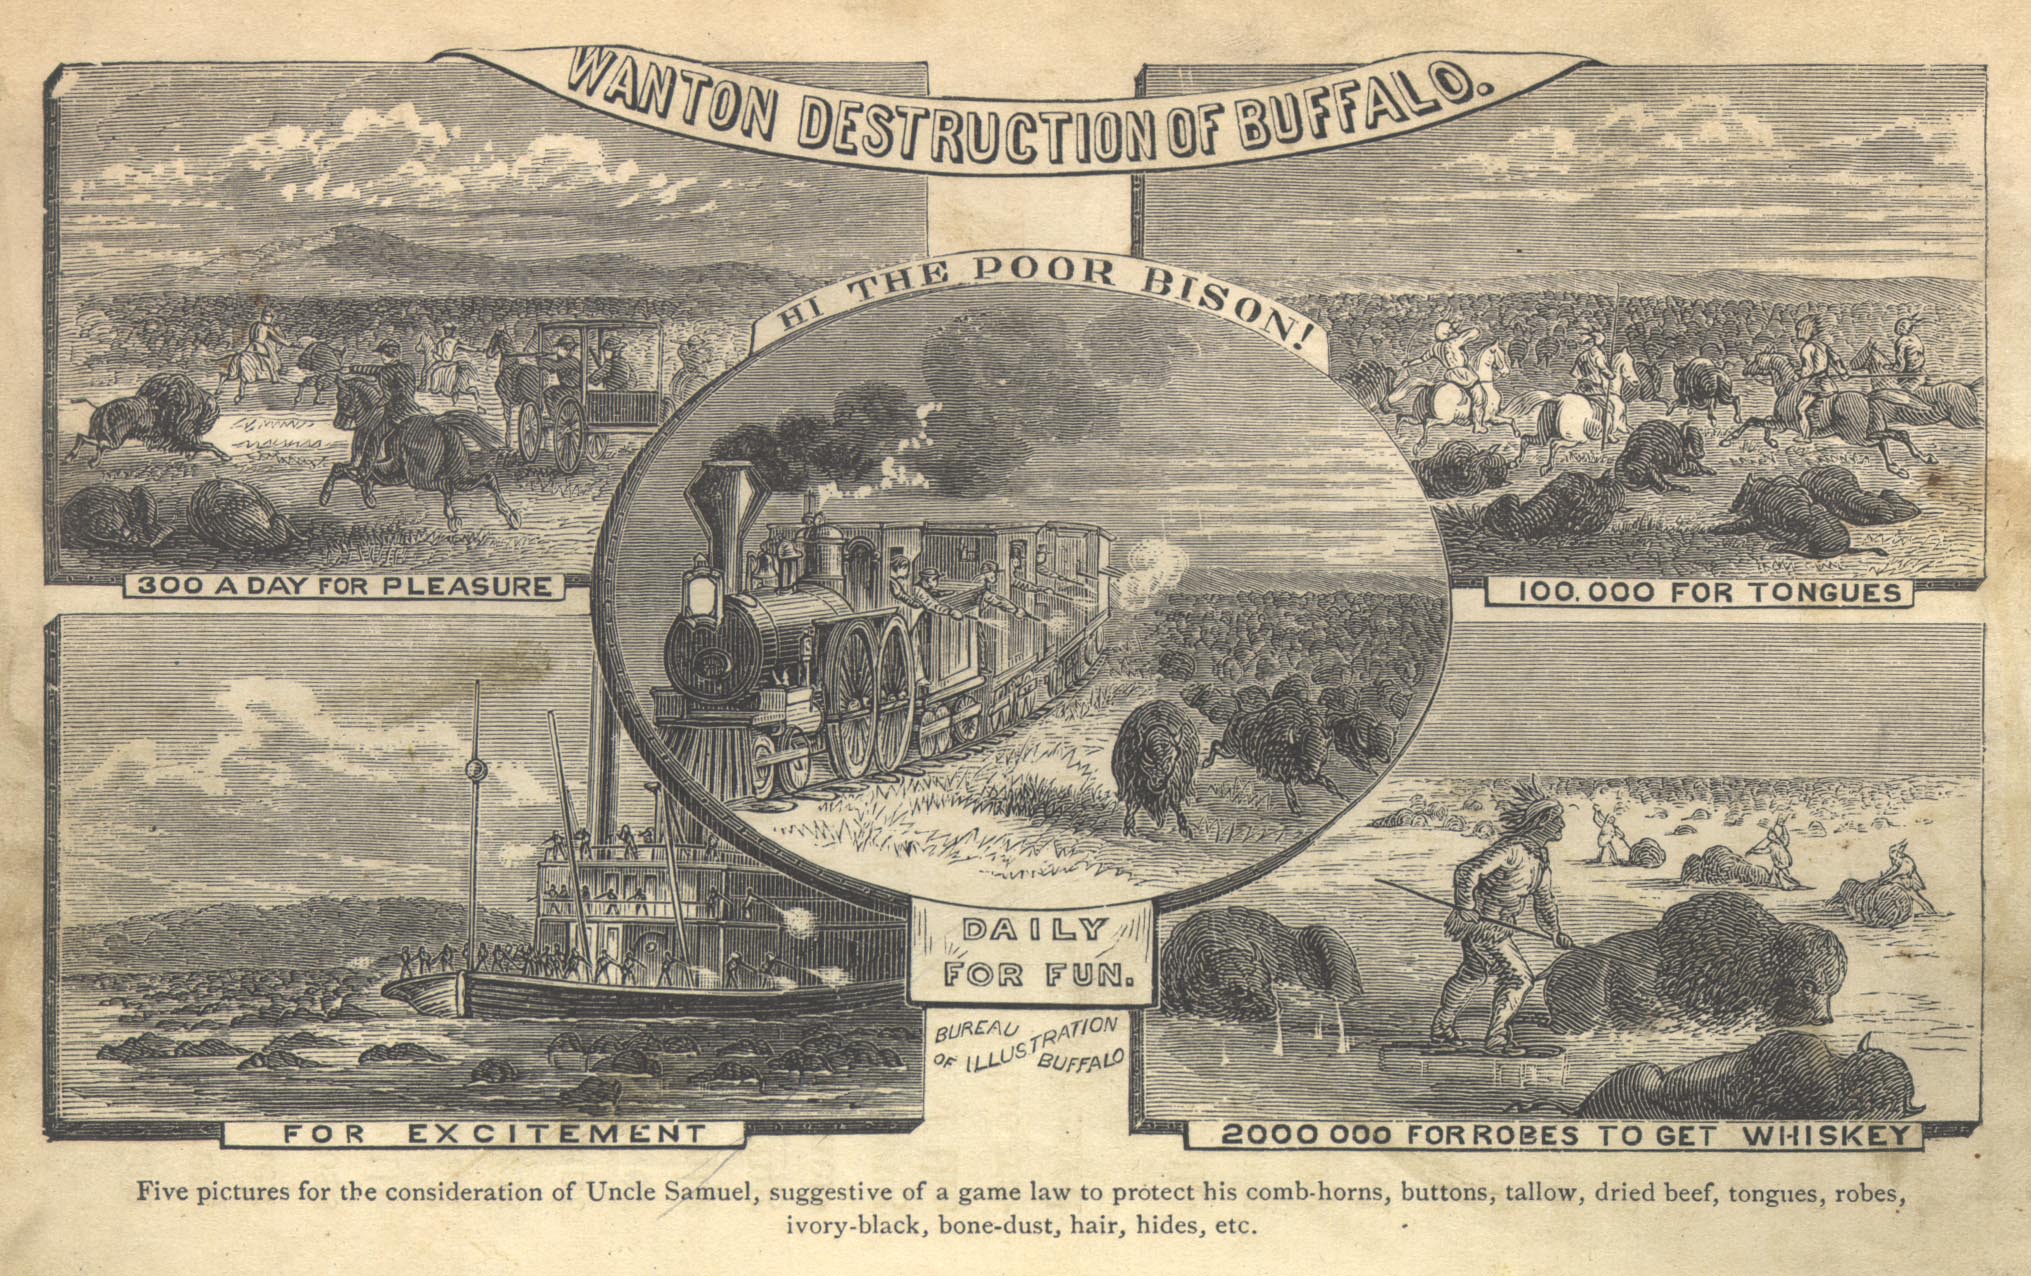 WANTON DESTRUCTION OF BUFFALO.
HI THE POOR BISON!
300 A DAY FOR PLEASURE
100.000 FOR TONGUES
DAILY
FOR FUN.
BUREAU
OF ILLUSTRATION
BUFFALO
FOR EXCITEMENT
2000 000 FOR ROBES TO GET WHISKEY
Five pictures for the consideration of Uncle Samuel, suggestive of a game law to protect his comb-horns, buttons, tallow, dried beef, tongues, robes,
ivory-black, bone-dust, hair, hides, etc.